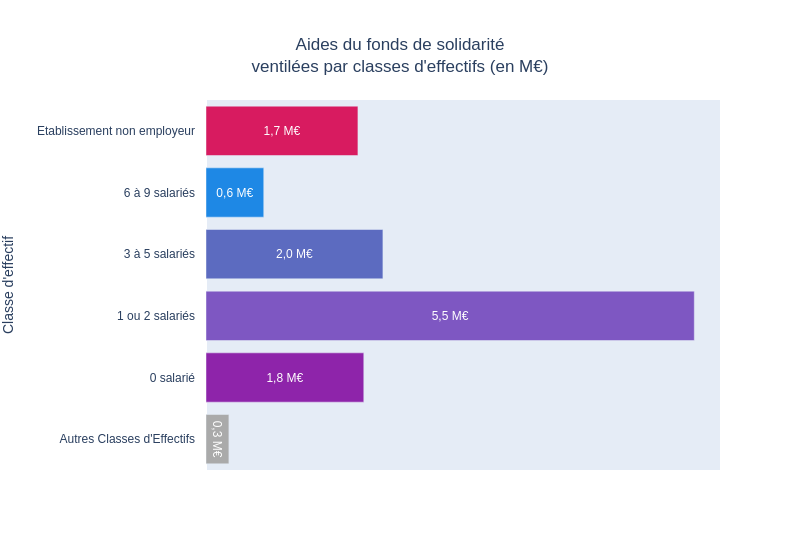 Aides du fonds de solidarité
ventilées par classes d'effectifs (en M€)
Classe d'effectif
Etablissement non employeur
1,7 M€
6 à 9 salariés
0,6 M€
3 à 5 salariés
2,0 M€
1 ou 2 salariés
5,5 M€
0 salarié
1,8 M€
Autres Classes d'Effectifs
0,3 M€